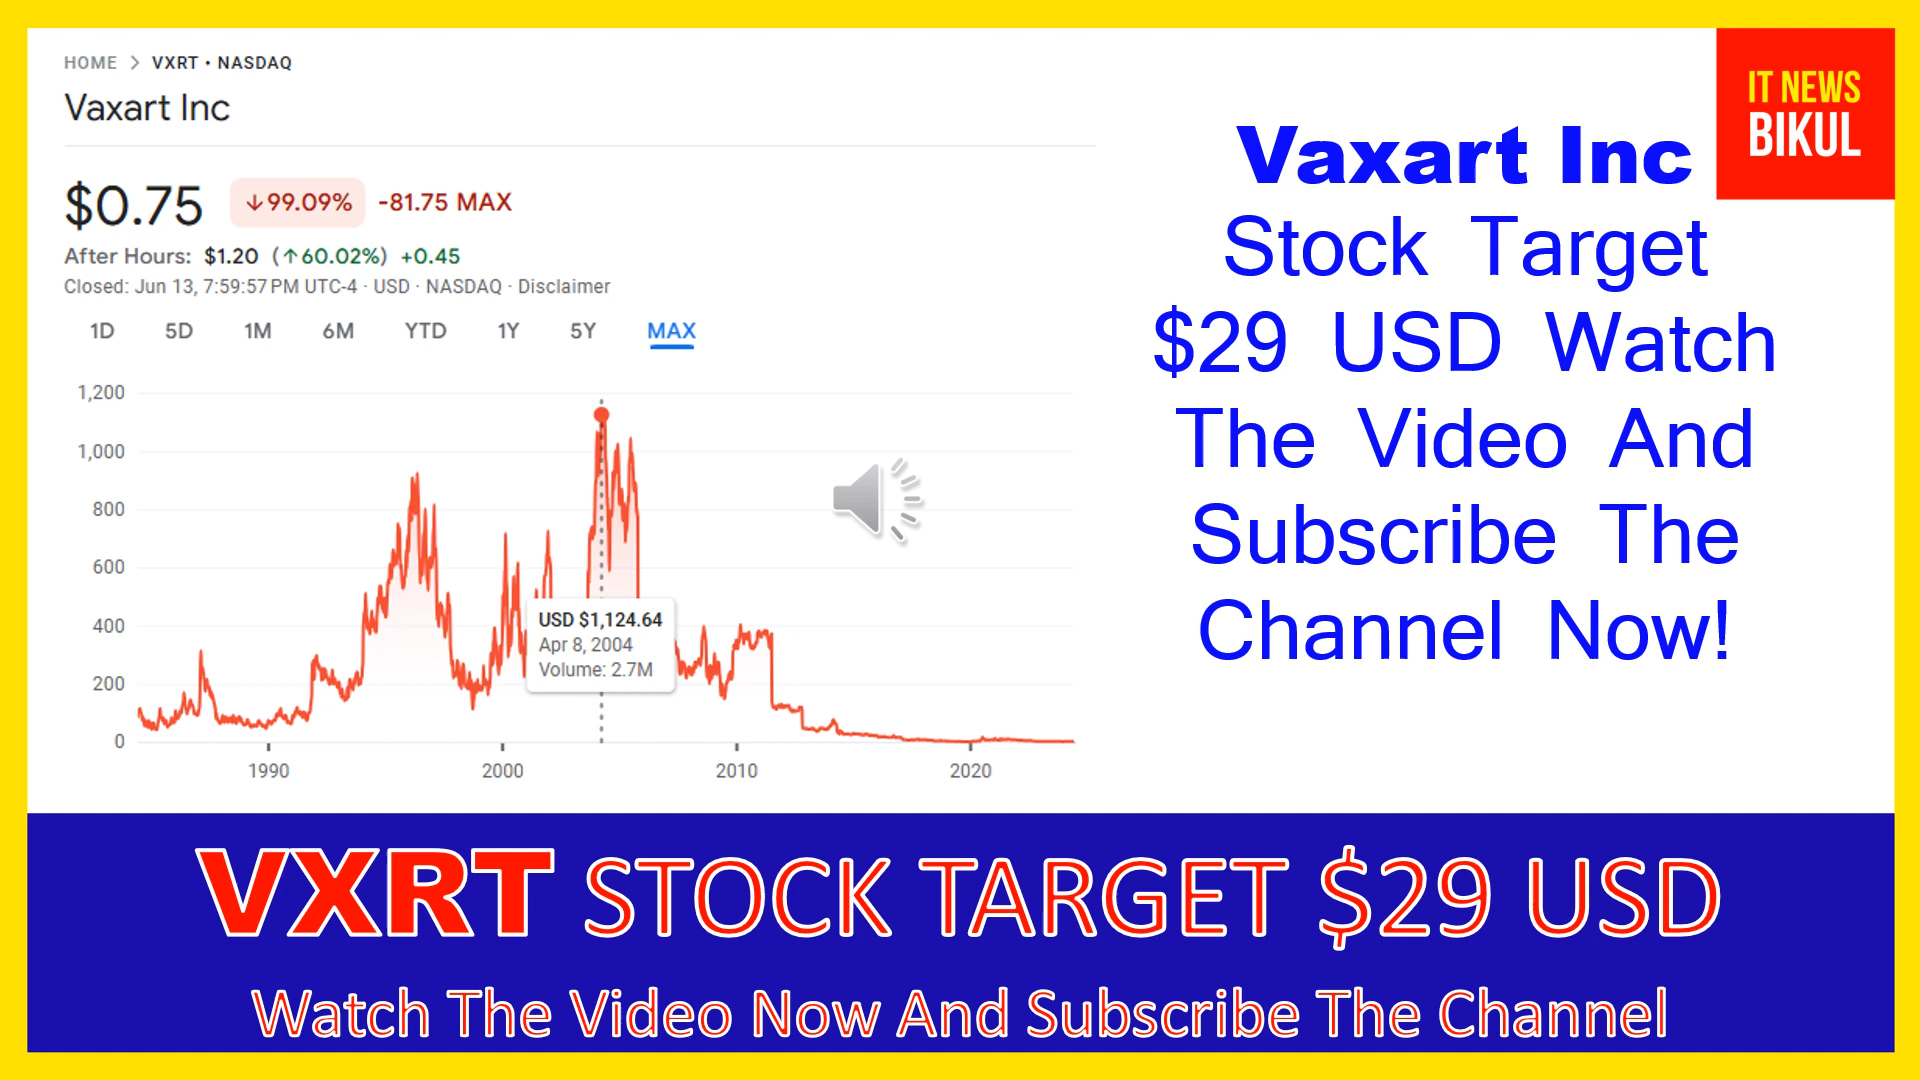 HOME > VXRT • NASDAQ
Vaxart Inc
$0.75 ↓99.09% -81.75 MAX
After Hours: $1.20 (↑60.02%) +0.45
Closed: Jun 13, 7:59:57 PM UTC-4 · USD · NASDAQ · Disclaimer
1D 5D 1M 6M YTD 1Y 5Y MAX
1,200
1,000
800
600
400
200
0
USD $1,124.64
Apr 8, 2004
Volume: 2.7M
1990 2000 2010 2020
IT NEWS
BIKUL
Vaxart Inc
Stock Target
$29 USD Watch
The Video And
Subscribe The
Channel Now!
VXRT STOCK TARGET $29 USD
Watch The Video Now And Subscribe The Channel